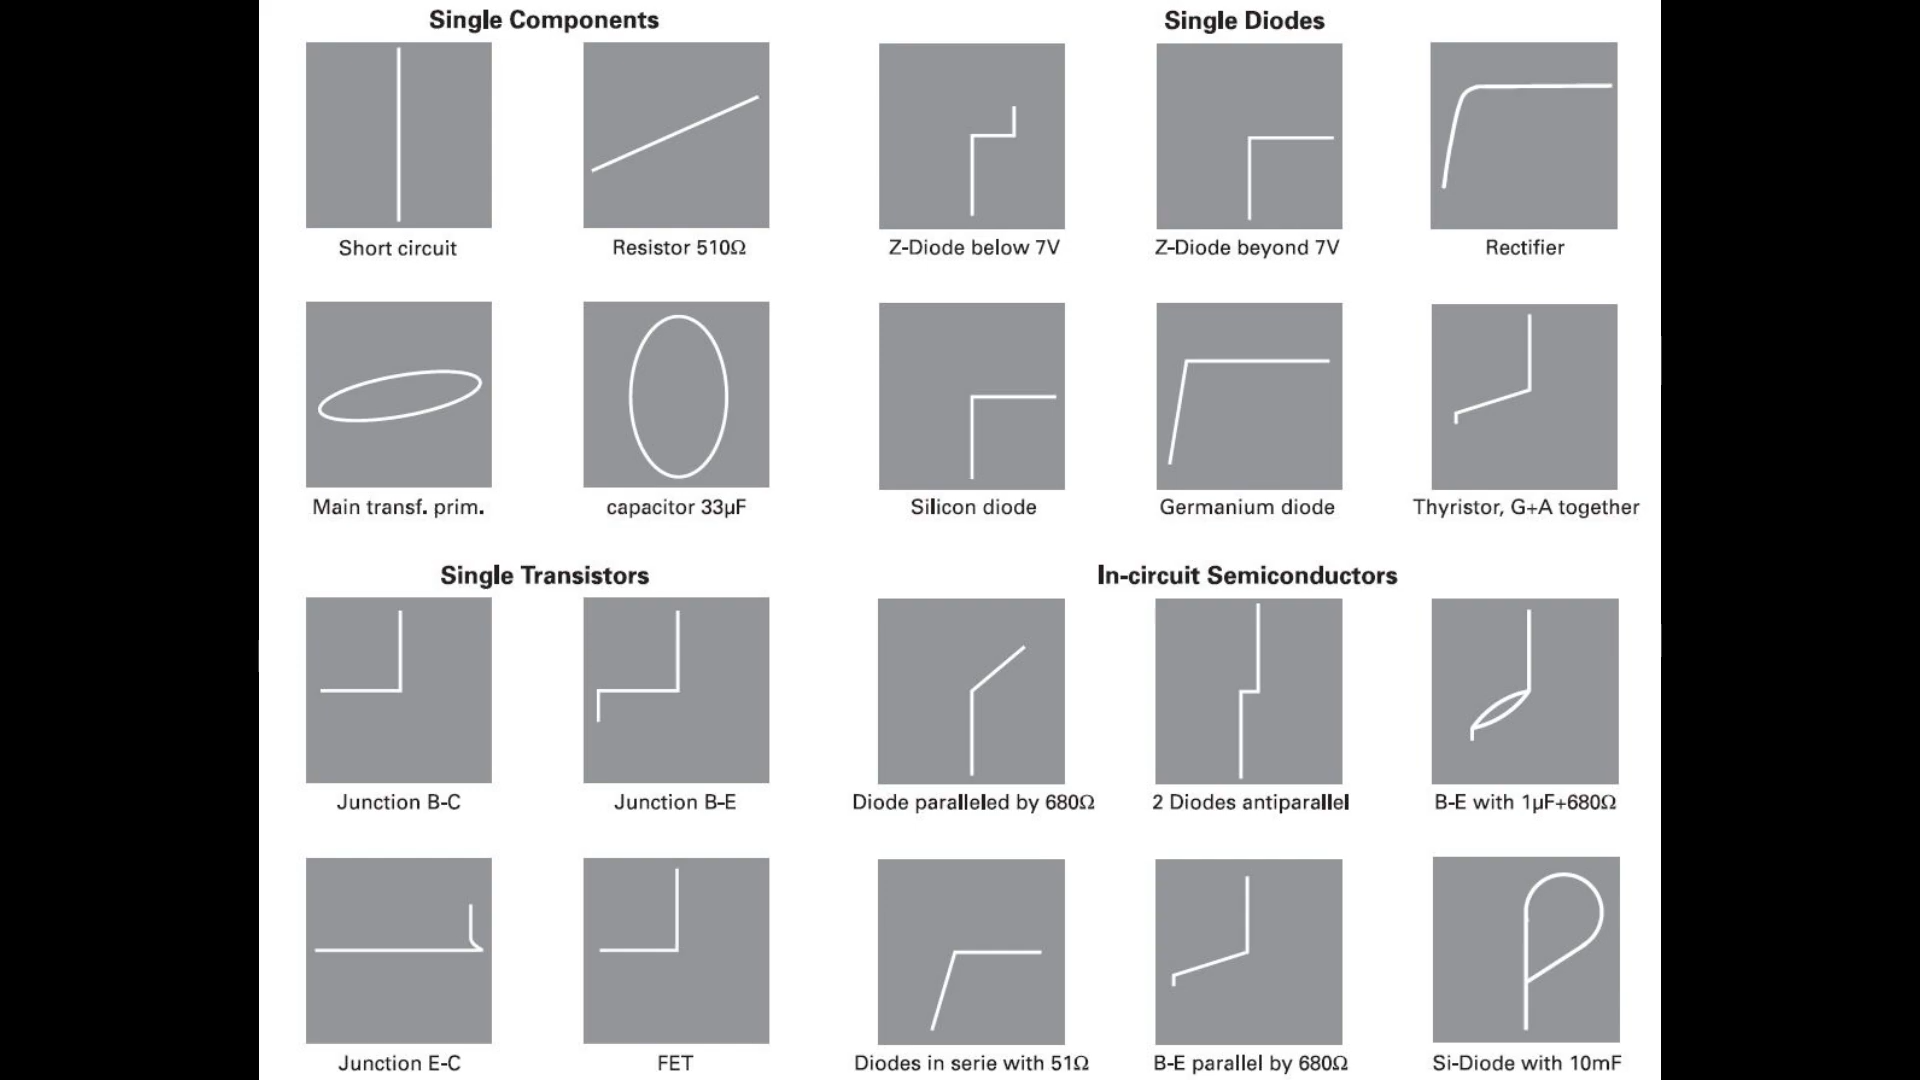 Single Components
Single Diodes
Short circuit
Resistor 510Ω
Z-Diode below 7V
Z-Diode beyond 7V
Rectifier
Main transf. prim.
capacitor 33µF
Silicon diode
Germanium diode
Thyristor, G+A together
Single Transistors
In-circuit Semiconductors
Junction B-C
Junction B-E
Diode paralleled by 680Ω
2 Diodes antiparallel
B-E with 1µF+680Ω
Junction E-C
FET
Diodes in serie with 51Ω
B-E parallel by 680Ω
Si-Diode with 10mF